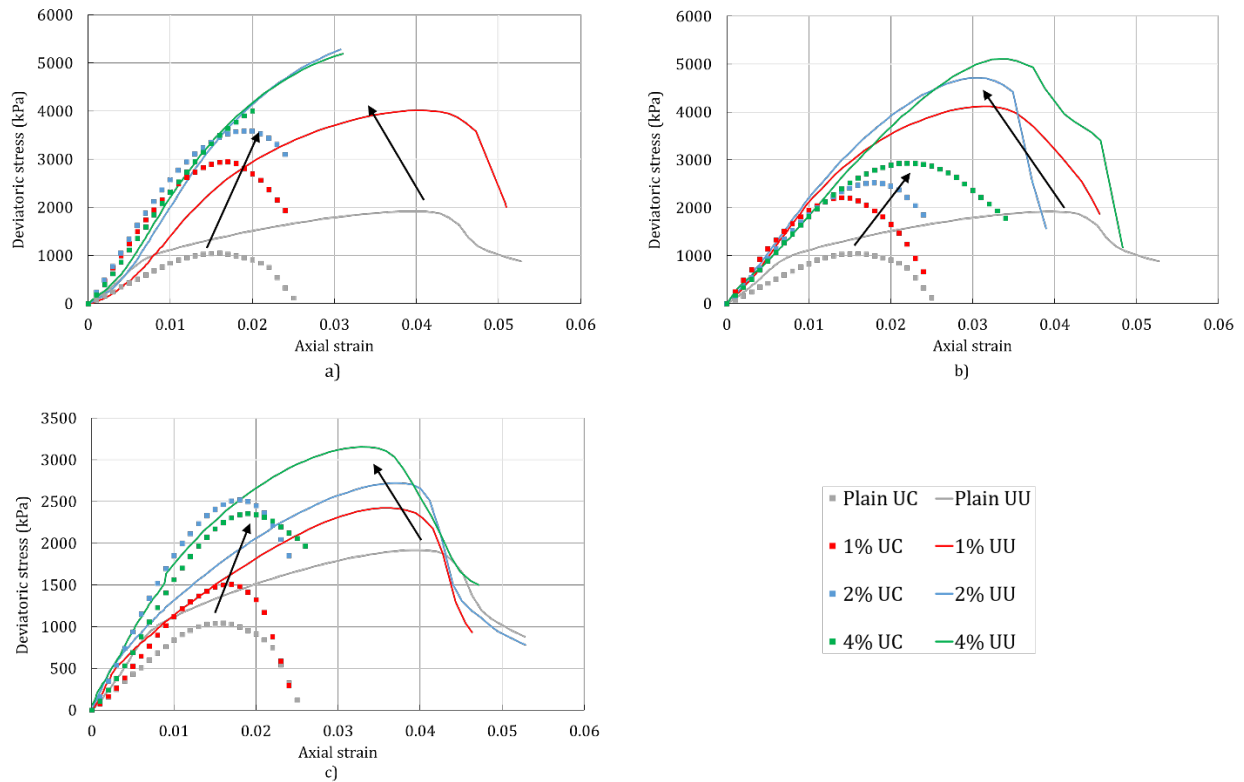 6000
5000
4000
3000
2000
1000
0
Deviatoric stress (kPa)
0 0.01 0.02 0.03 0.04 0.05 0.06
Axial strain
a)
6000
5000
4000
3000
2000
1000
0
Deviatoric stress (kPa)
0 0.01 0.02 0.03 0.04 0.05 0.06
Axial strain
b)
3500
3000
2500
2000
1500
1000
500
0
Deviatoric stress (kPa)
0 0.01 0.02 0.03 0.04 0.05 0.06
Axial strain
c)
Plain UC Plain UU
1% UC 1% UU
2% UC 2% UU
4% UC 4% UU